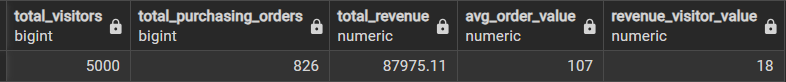 total_visitors total_purchasing_orders total_revenue avg_order_value revenue_visitor_value
bigint bigint numeric numeric numeric
5000 826 87975.11 107 18